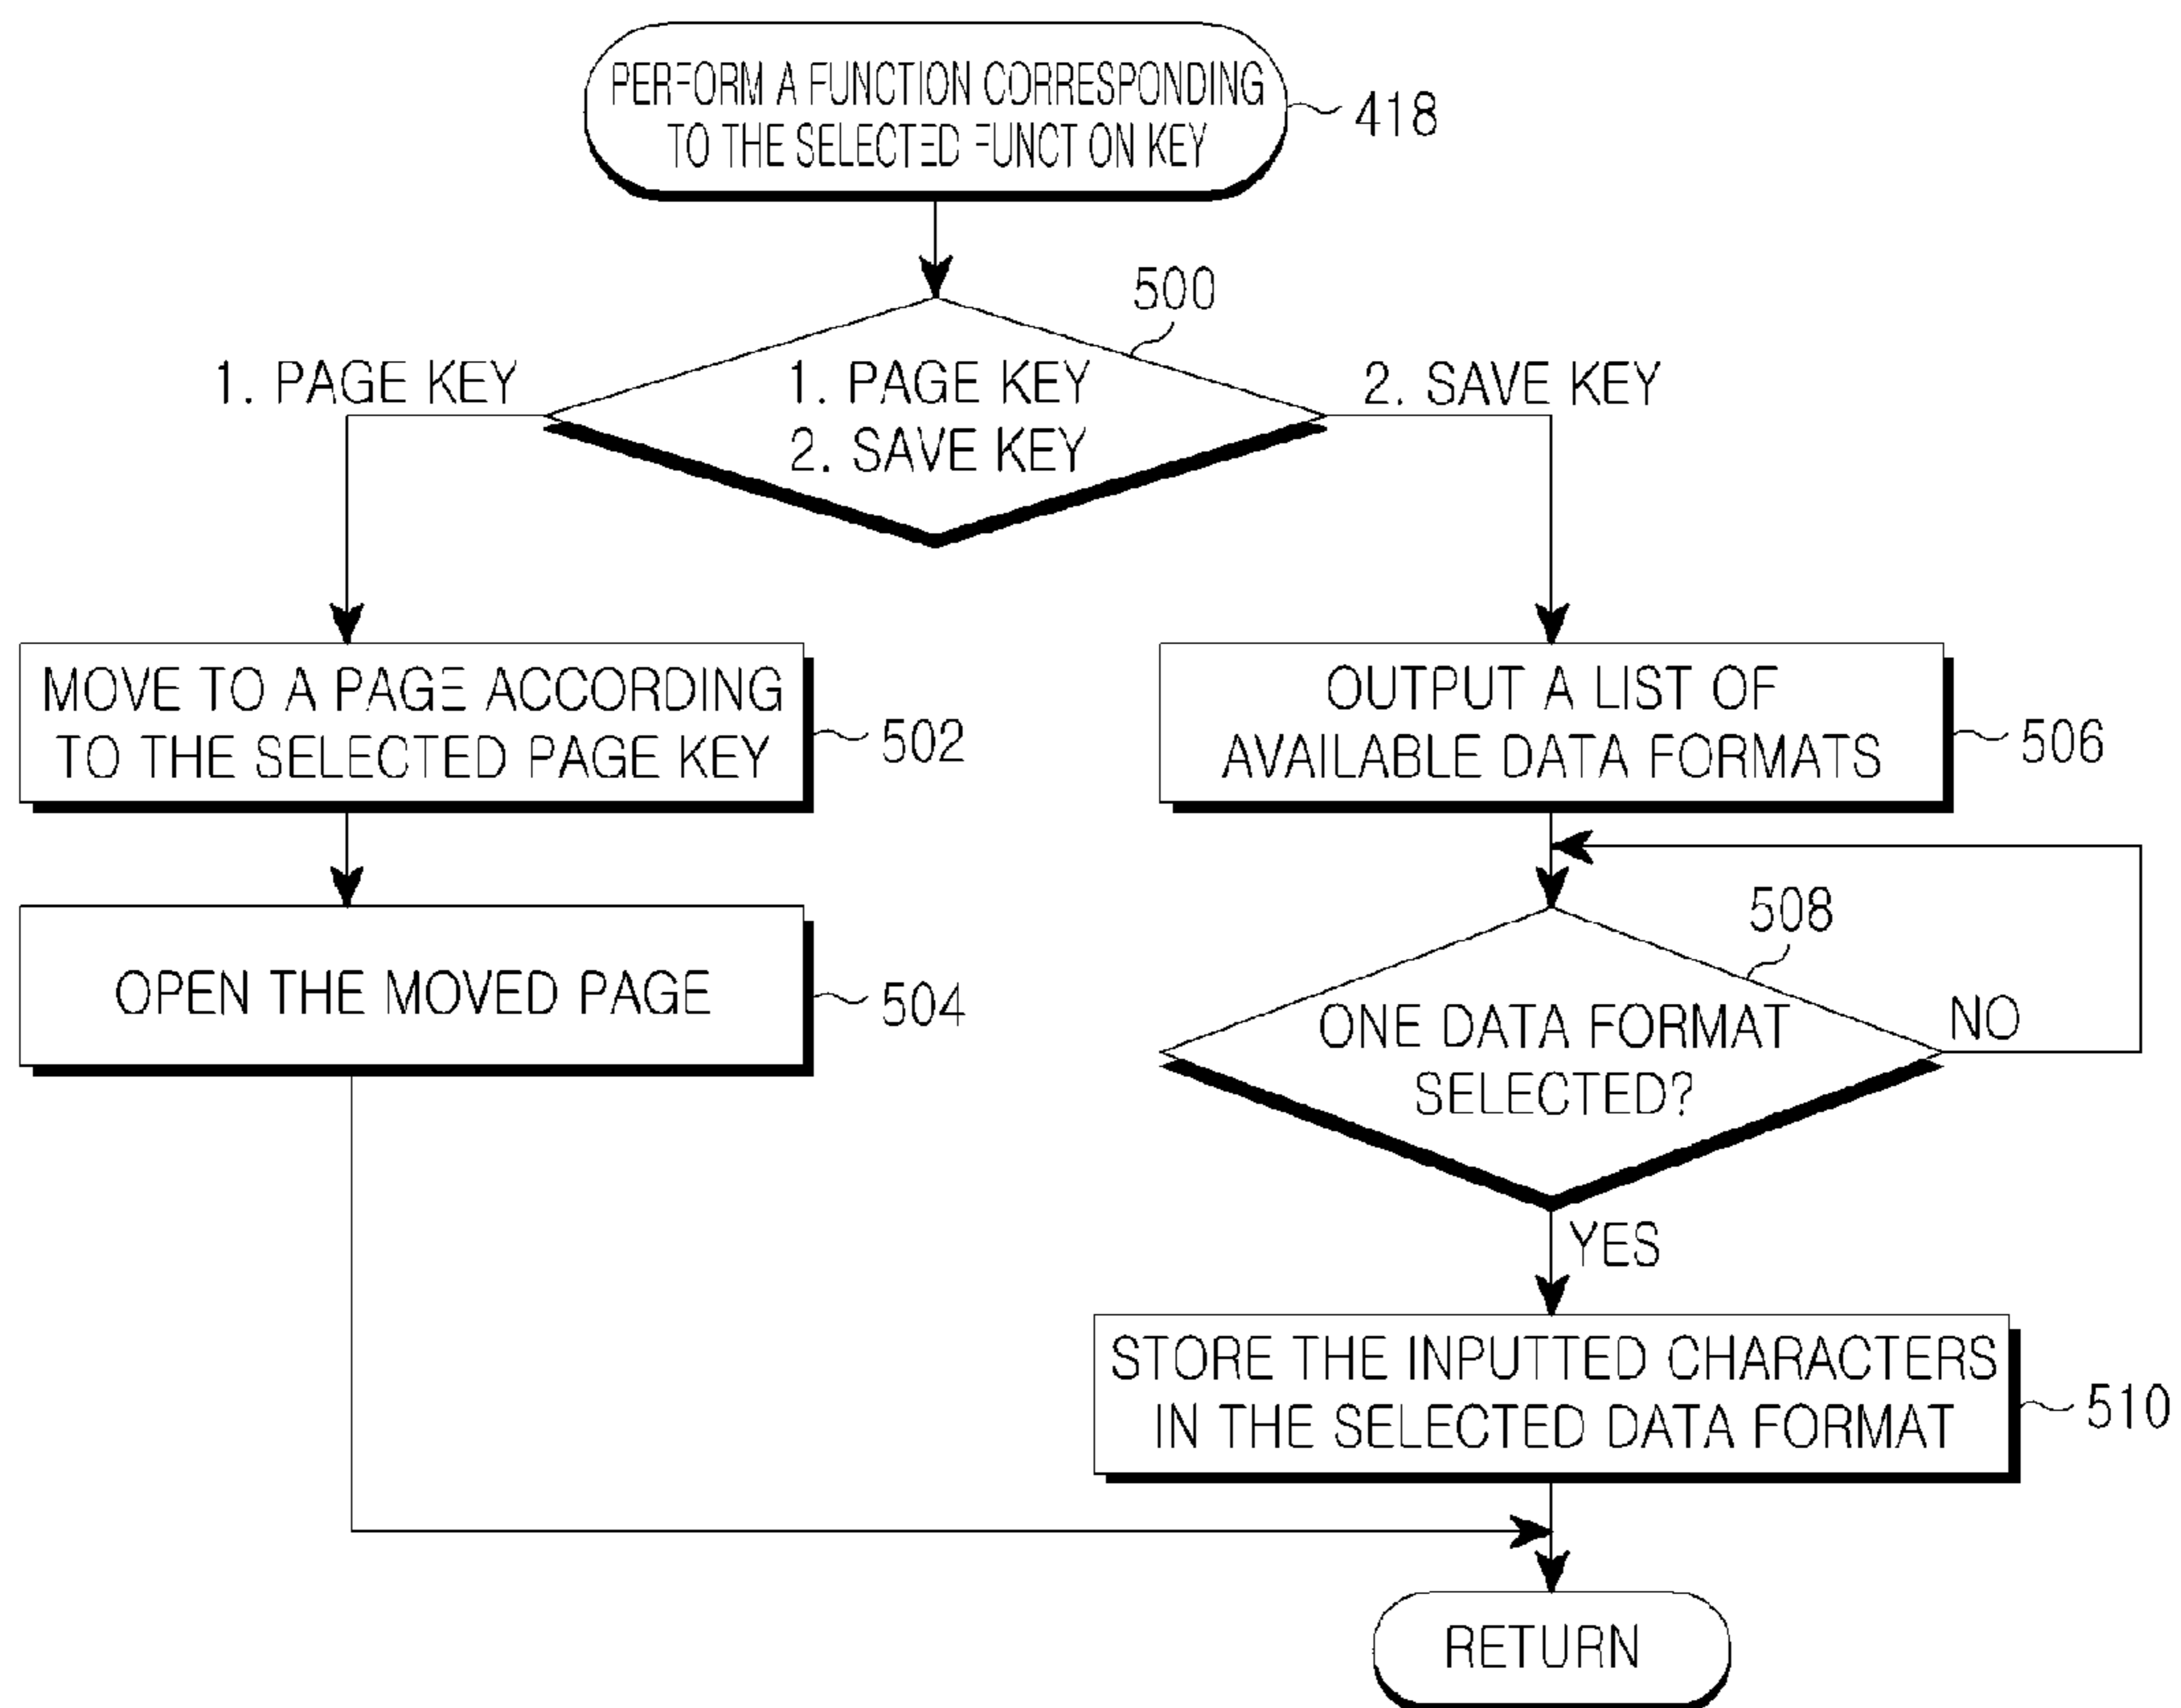 PERFORM A FUNCTION CORRESPONDING
TO THE SELECTED FUNCTION KEY
418
500
1. PAGE KEY
1. PAGE KEY
2. SAVE KEY
2. SAVE KEY
MOVE TO A PAGE ACCORDING
TO THE SELECTED PAGE KEY
502
OUTPUT A LIST OF
AVAILABLE DATA FORMATS
506
OPEN THE MOVED PAGE
504
508
ONE DATA FORMAT
SELECTED?
NO
YES
STORE THE INPUTTED CHARACTERS
IN THE SELECTED DATA FORMAT
510
RETURN